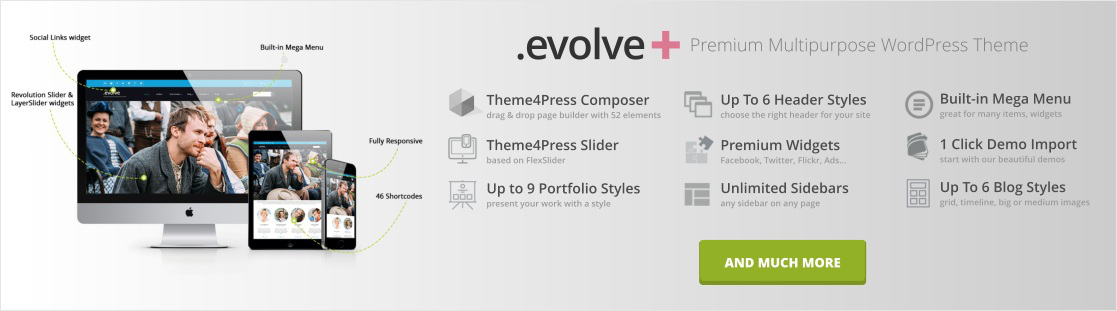 Social Links widget
Built-in Mega Menu
Revolution Slider &
LayerSlider widgets
Fully Responsive
46 Shortcodes
.evolve
.evolve+ Premium Multipurpose WordPress Theme
Theme4Press Composer
drag & drop page builder with 52 elements
Theme4Press Slider
based on FlexSlider
Up to 9 Portfolio Styles
present your work with a style
Up To 6 Header Styles
choose the right header for your site
Premium Widgets
Facebook, Twitter, Flickr, Ads...
Unlimited Sidebars
any sidebar on any page
Built-in Mega Menu
great for many items, widgets
1 Click Demo Import
start with our beautiful demos
Up To 6 Blog Styles
grid, timeline, big or medium images
AND MUCH MORE